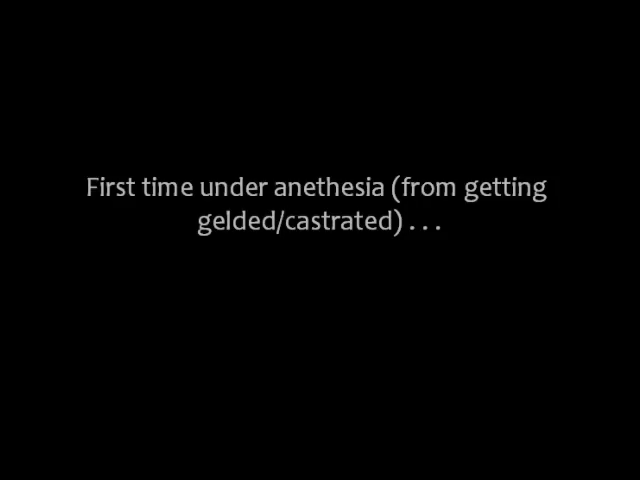 First time under anethesia (from getting
gelded/castrated) . . .